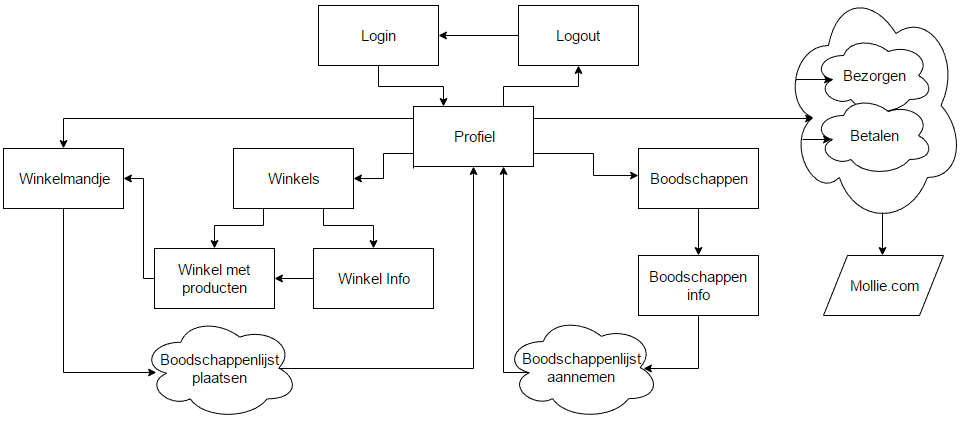 Login
Logout
Bezorgen
Betalen
Profiel
Winkelmandje
Winkels
Boodschappen
Winkel met
producten
Winkel Info
Boodschappen
info
Mollie.com
Boodschappenlijst
plaatsen
Boodschappenlijst
aannemen